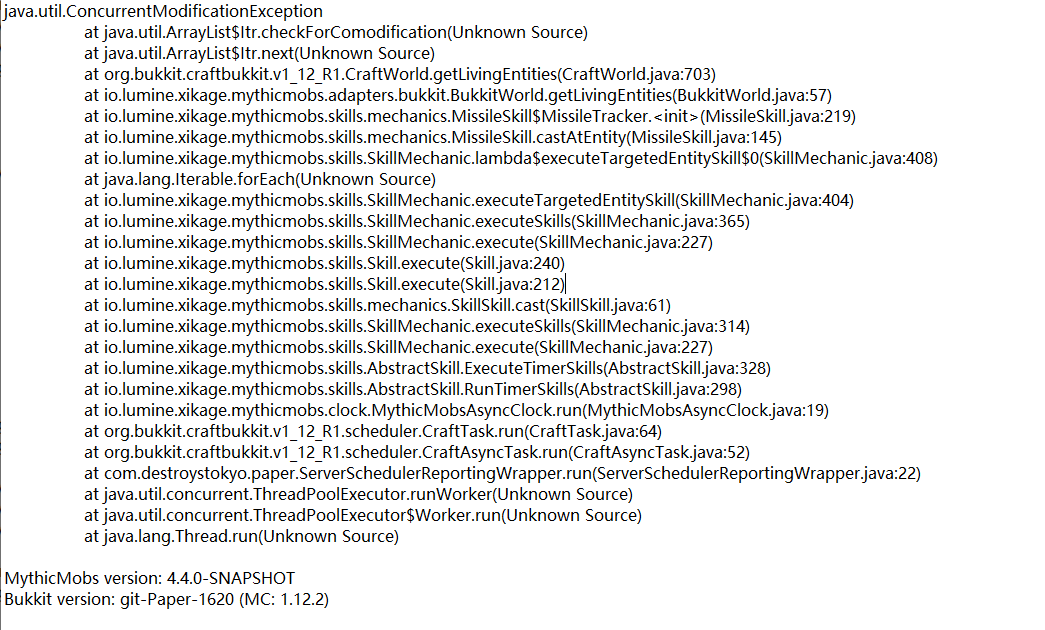 java.util.ConcurrentModificationException
at java.util.ArrayList$Itr.checkForComodification(Unknown Source)
at java.util.ArrayList$Itr.next(Unknown Source)
at org.bukkit.craftbukkit.v1_12_R1.CraftWorld.getLivingEntities(CraftWorld.java:703)
at io.lumine.xikage.mythicmobs.adapters.bukkit.BukkitWorld.getLivingEntities(BukkitWorld.java:57)
at io.lumine.xikage.mythicmobs.skills.mechanics.MissileSkill$MissileTracker.<init>(MissileSkill.java:219)
at io.lumine.xikage.mythicmobs.skills.mechanics.MissileSkill.castAtEntity(MissileSkill.java:145)
at io.lumine.xikage.mythicmobs.skills.SkillMechanic.lambda$executeTargetedEntitySkill$0(SkillMechanic.java:408)
at java.lang.Iterable.forEach(Unknown Source)
at io.lumine.xikage.mythicmobs.skills.SkillMechanic.executeTargetedEntitySkill(SkillMechanic.java:404)
at io.lumine.xikage.mythicmobs.skills.SkillMechanic.executeSkills(SkillMechanic.java:365)
at io.lumine.xikage.mythicmobs.skills.SkillMechanic.execute(SkillMechanic.java:227)
at io.lumine.xikage.mythicmobs.skills.Skill.execute(Skill.java:240)
at io.lumine.xikage.mythicmobs.skills.Skill.execute(Skill.java:212)
at io.lumine.xikage.mythicmobs.skills.mechanics.SkillSkill.cast(SkillSkill.java:61)
at io.lumine.xikage.mythicmobs.skills.SkillMechanic.executeSkills(SkillMechanic.java:314)
at io.lumine.xikage.mythicmobs.skills.SkillMechanic.execute(SkillMechanic.java:227)
at io.lumine.xikage.mythicmobs.skills.AbstractSkill.ExecuteTimerSkills(AbstractSkill.java:328)
at io.lumine.xikage.mythicmobs.skills.AbstractSkill.RunTimerSkills(AbstractSkill.java:298)
at io.lumine.xikage.mythicmobs.clock.MythicMobsAsyncClock.run(MythicMobsAsyncClock.java:19)
at org.bukkit.craftbukkit.v1_12_R1.scheduler.CraftTask.run(CraftTask.java:64)
at org.bukkit.craftbukkit.v1_12_R1.scheduler.CraftAsyncTask.run(CraftAsyncTask.java:52)
at com.destroystokyo.paper.ServerSchedulerReportingWrapper.run(ServerSchedulerReportingWrapper.java:22)
at java.util.concurrent.ThreadPoolExecutor.runWorker(Unknown Source)
at java.util.concurrent.ThreadPoolExecutor$Worker.run(Unknown Source)
at java.lang.Thread.run(Unknown Source)
MythicMobs version: 4.4.0-SNAPSHOT
Bukkit version: git-Paper-1620 (MC: 1.12.2)